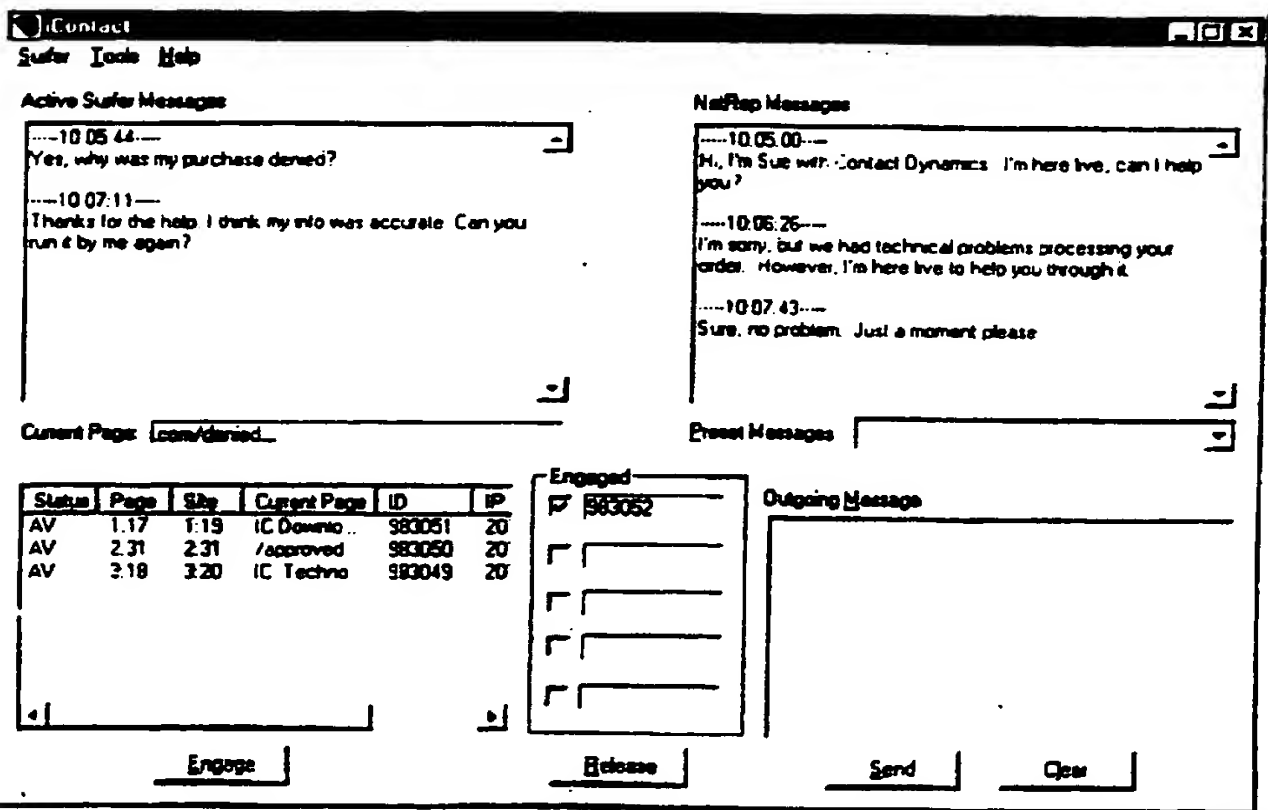 iContact
Surfer Tools Help
Active Surfer Messages
----10:05:44----
Yes, why was my purchase denied?
----10:07:11----
Thanks for the help. I think my info was accurate. Can you
run it by me again?
NetRep Messages
----10:05:00----
Hi, I'm Sue with Contact Dynamics. I'm here live, can I help
you?
----10:06:26----
I'm sorry, but we had technical problems processing your
order. However, I'm here live to help you through it.
----10:07:43----
Sure, no problem. Just a moment please
Current Page: .com/denied...
Preset Messages
Status Page Site Current Page ID IP
AV 1:17 1:19 IC Downlo... 983051 20
AV 2:31 2:31 /approved 983050 20
AV 3:18 3:20 IC Techno 983049 20
Engaged
983052
Outgoing Message
Engage
Release
Send
Clear